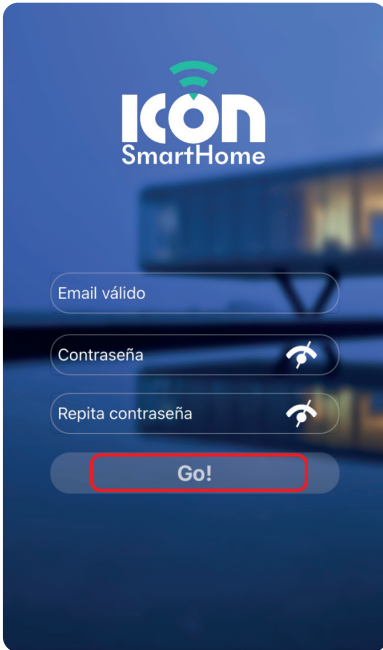 ICON
SmartHome
Email válido
Contraseña
Repita contraseña
Go!